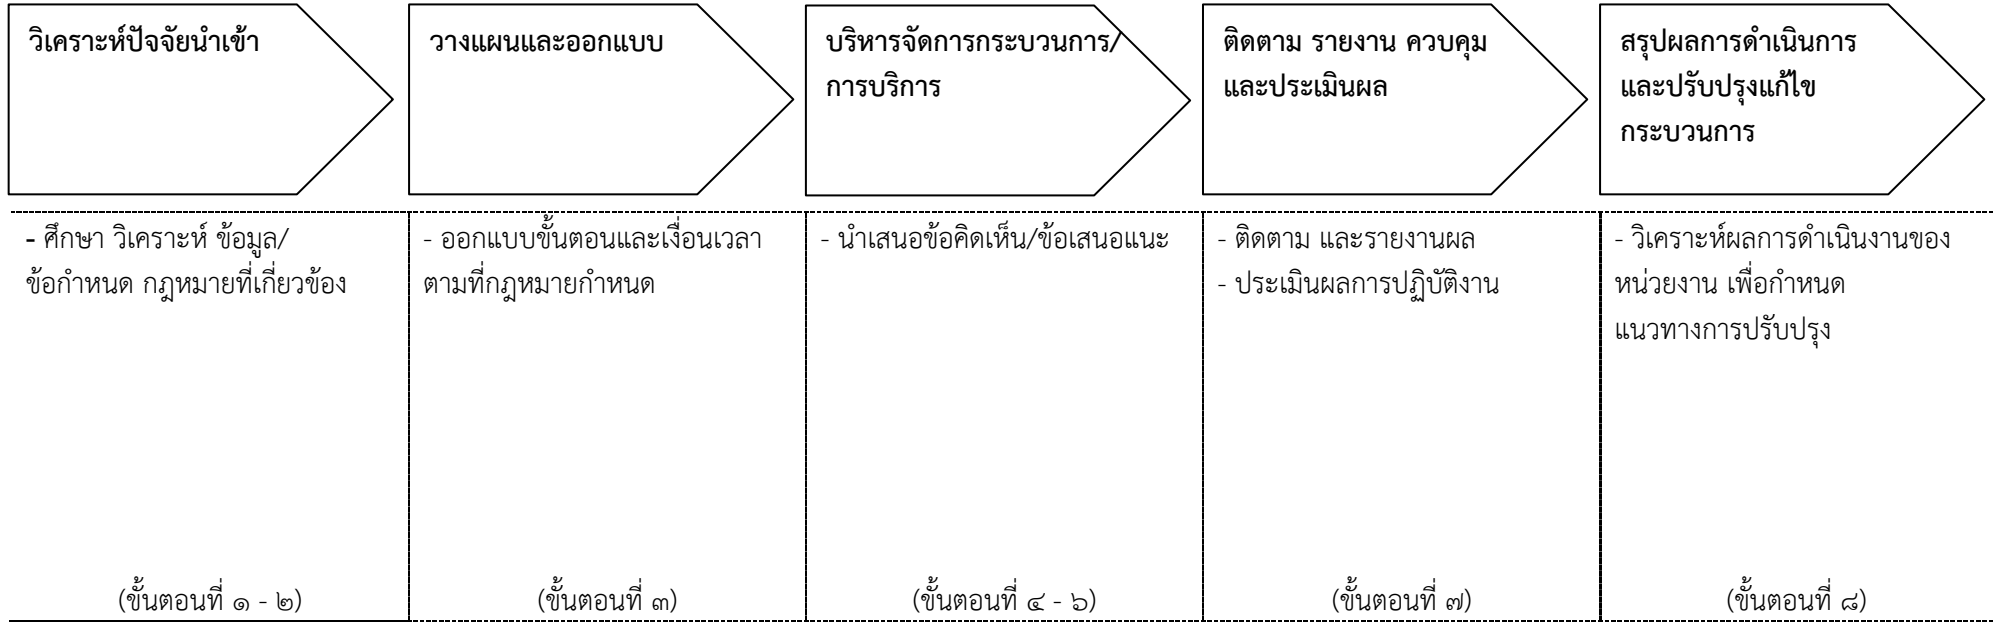 วิเคราะห์ปัจจัยนำเข้า
วางแผนและออกแบบ
บริหารจัดการกระบวนการ/
การบริการ
ติดตาม รายงาน ควบคุม
และประเมินผล
สรุปผลการดำเนินการ
และปรับปรุงแก้ไข
กระบวนการ
- ศึกษา วิเคราะห์ ข้อมูล/
ข้อกำหนด กฎหมายที่เกี่ยวข้อง
(ขั้นตอนที่ ๑ - ๒)
- ออกแบบขั้นตอนและเงื่อนเวลา
ตามที่กฎหมายกำหนด
(ขั้นตอนที่ ๓)
- นำเสนอข้อคิดเห็น/ข้อเสนอแนะ
(ขั้นตอนที่ ๔ - ๖)
- ติดตาม และรายงานผล
- ประเมินผลการปฏิบัติงาน
(ขั้นตอนที่ ๗)
- วิเคราะห์ผลการดำเนินงานของ
หน่วยงาน เพื่อกำหนด
แนวทางการปรับปรุง
(ขั้นตอนที่ ๘)